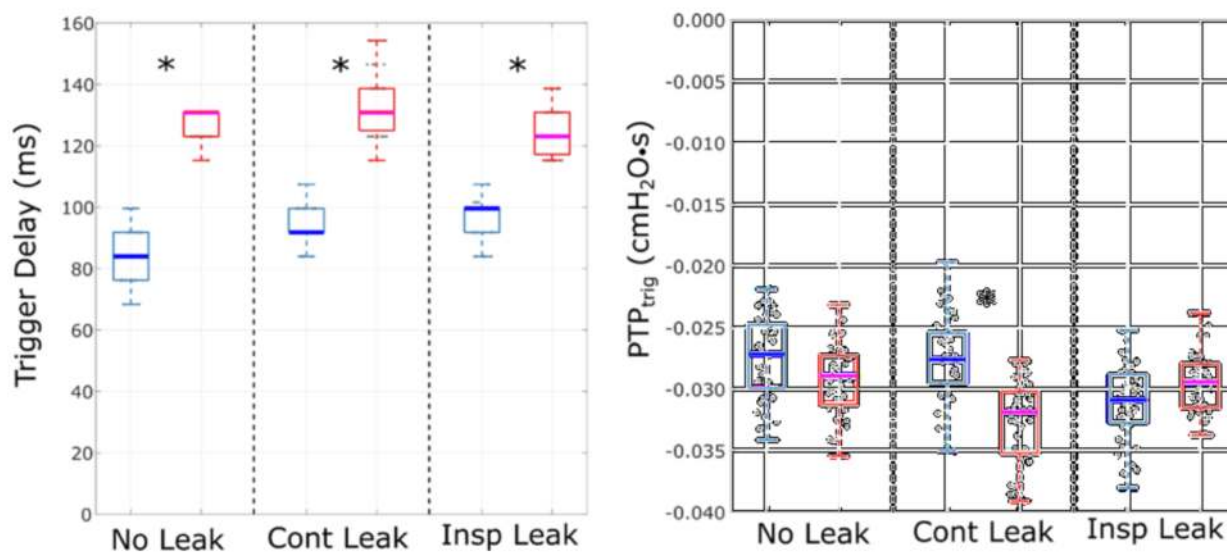 Trigger Delay (ms)
160
140
120
100
80
60
40
20
0
*
*
*
No Leak
Cont Leak
Insp Leak
PTPtrig (cmH2O•s)
0.000
-0.005
-0.010
-0.015
-0.020
-0.025
-0.030
-0.035
-0.040
*
No Leak
Cont Leak
Insp Leak